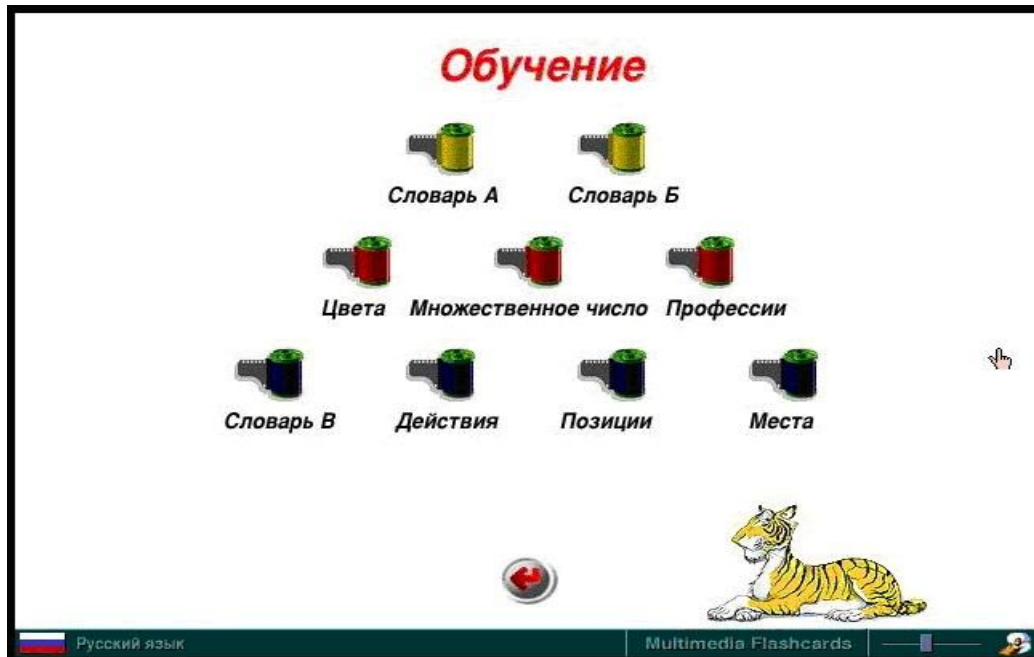 Обучение
Словарь А Словарь Б
Цвета Множественное число Профессии
Словарь В Действия Позиции Места
Русский язык Multimedia Flashcards